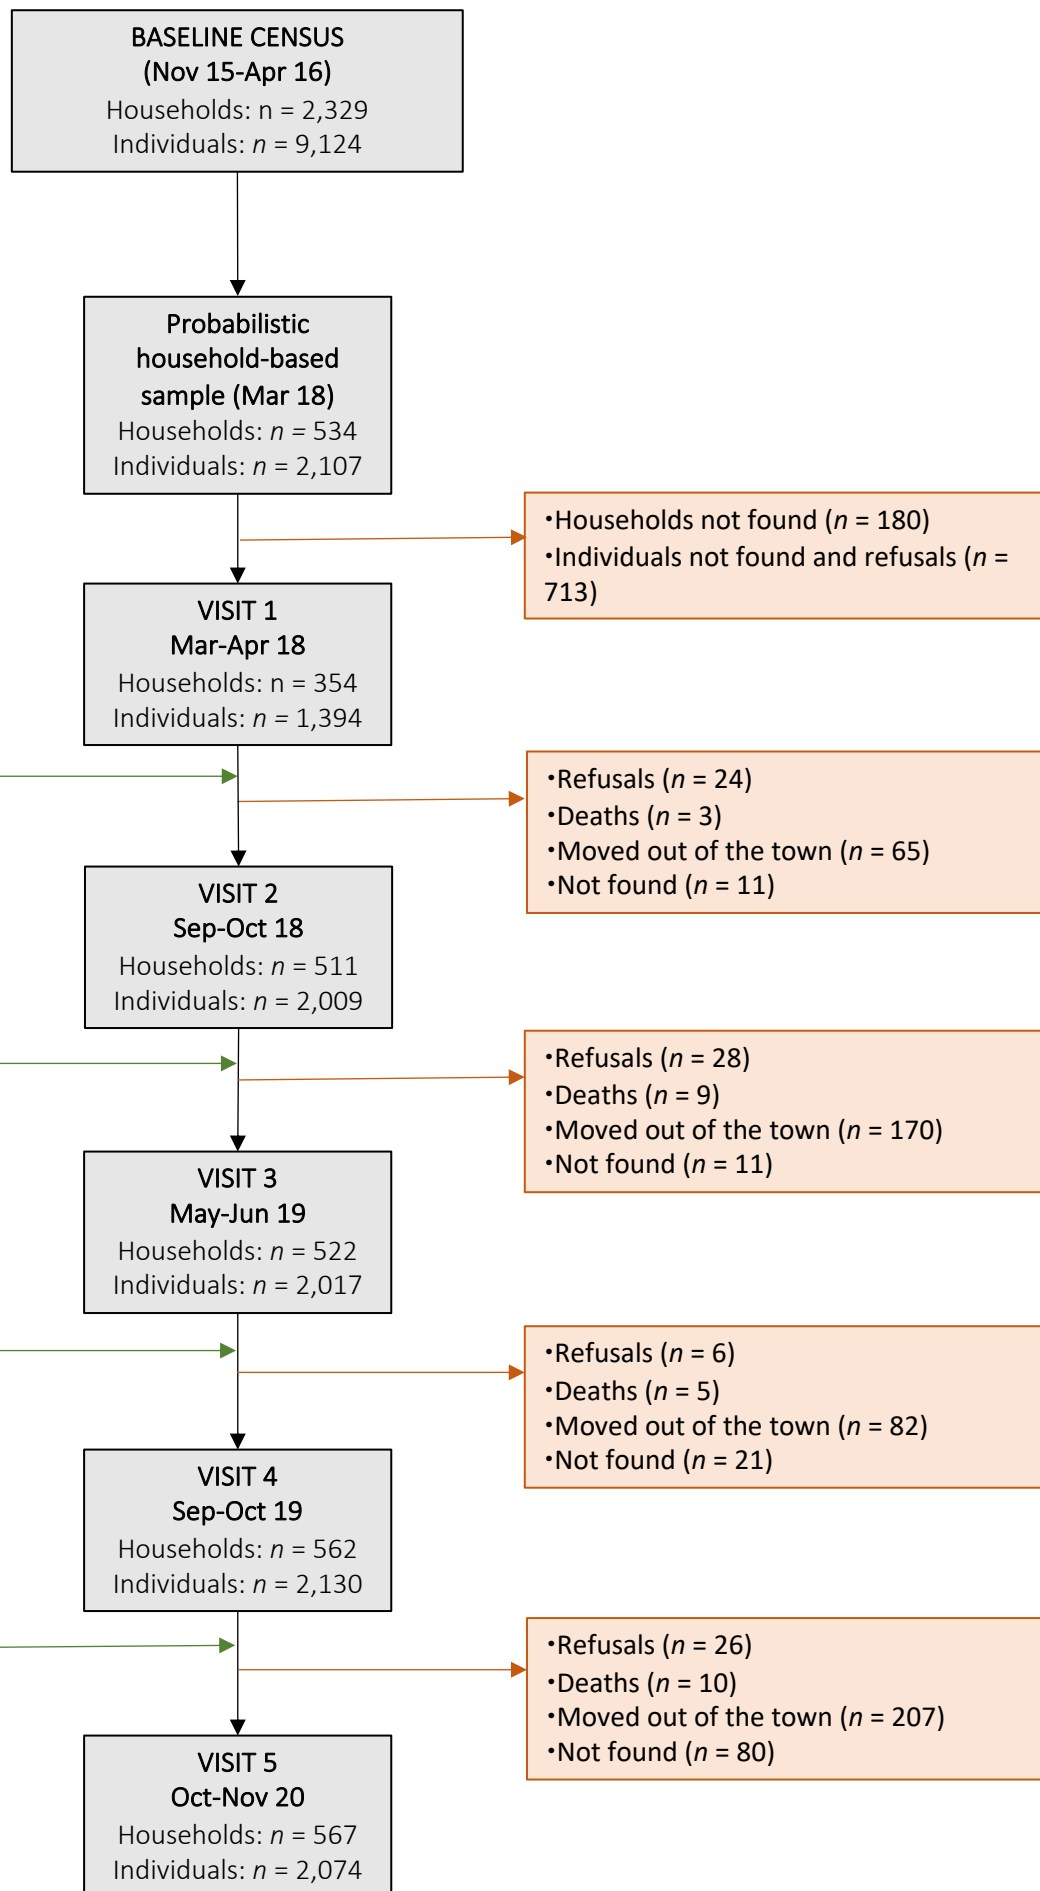 BASELINE CENSUS
(Nov 15-Apr 16)
Households: n = 2,329
Individuals: n = 9,124
Probabilistic
household-based
sample (Mar 18)
Households: n = 534
Individuals: n = 2,107
•Households not found (n = 180)
•Individuals not found and refusals (n =
713)
VISIT 1
Mar-Apr 18
Households: n = 354
Individuals: n = 1,394
•Refusals (n = 24)
•Deaths (n = 3)
•Moved out of the town (n = 65)
•Not found (n = 11)
VISIT 2
Sep-Oct 18
Households: n = 511
Individuals: n = 2,009
•Refusals (n = 28)
•Deaths (n = 9)
•Moved out of the town (n = 170)
•Not found (n = 11)
VISIT 3
May-Jun 19
Households: n = 522
Individuals: n = 2,017
•Refusals (n = 6)
•Deaths (n = 5)
•Moved out of the town (n = 82)
•Not found (n = 21)
VISIT 4
Sep-Oct 19
Households: n = 562
Individuals: n = 2,130
•Refusals (n = 26)
•Deaths (n = 10)
•Moved out of the town (n = 207)
•Not found (n = 80)
VISIT 5
Oct-Nov 20
Households: n = 567
Individuals: n = 2,074